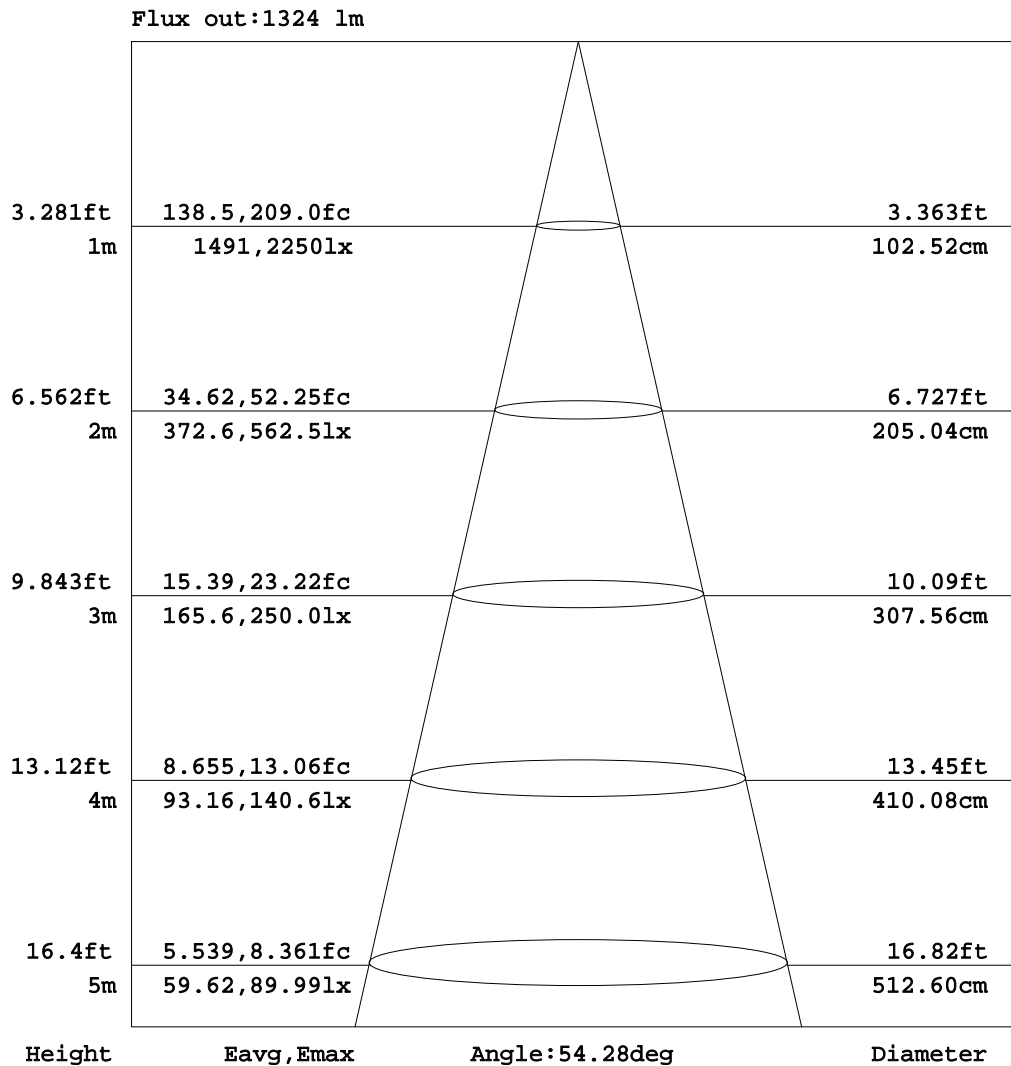 Flux out:1324 lm
3.281ft 138.5,209.0fc 3.363ft
1m 1491,2250lx 102.52cm
6.562ft 34.62,52.25fc 6.727ft
2m 372.6,562.5lx 205.04cm
9.843ft 15.39,23.22fc 10.09ft
3m 165.6,250.0lx 307.56cm
13.12ft 8.655,13.06fc 13.45ft
4m 93.16,140.6lx 410.08cm
16.4ft 5.539,8.361fc 16.82ft
5m 59.62,89.99lx 512.60cm
Height Eavg,Emax Angle:54.28deg Diameter